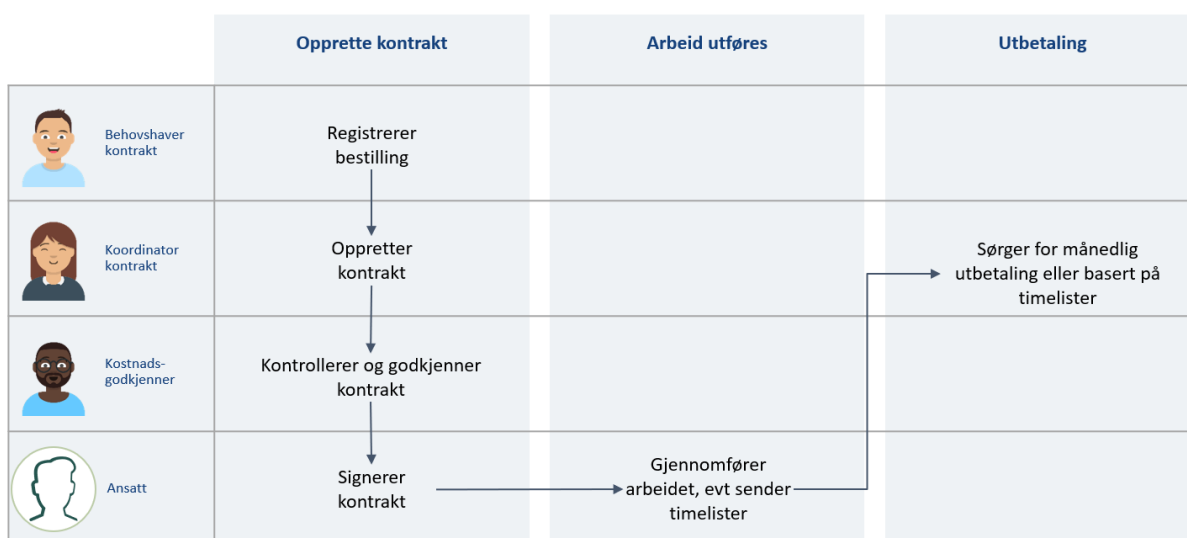 Opprette kontrakt
Arbeid utføres
Utbetaling
Behovshaver
kontrakt
Registrerer
bestilling
Koordinator
kontrakt
Oppretter
kontrakt
Sørger for månedlig
utbetaling eller basert på
timelister
Kostnads-
godkjenner
Kontrollerer og godkjenner
kontrakt
Ansatt
Signerer
kontrakt
Gjennomfører
arbeidet, evt sender
timelister